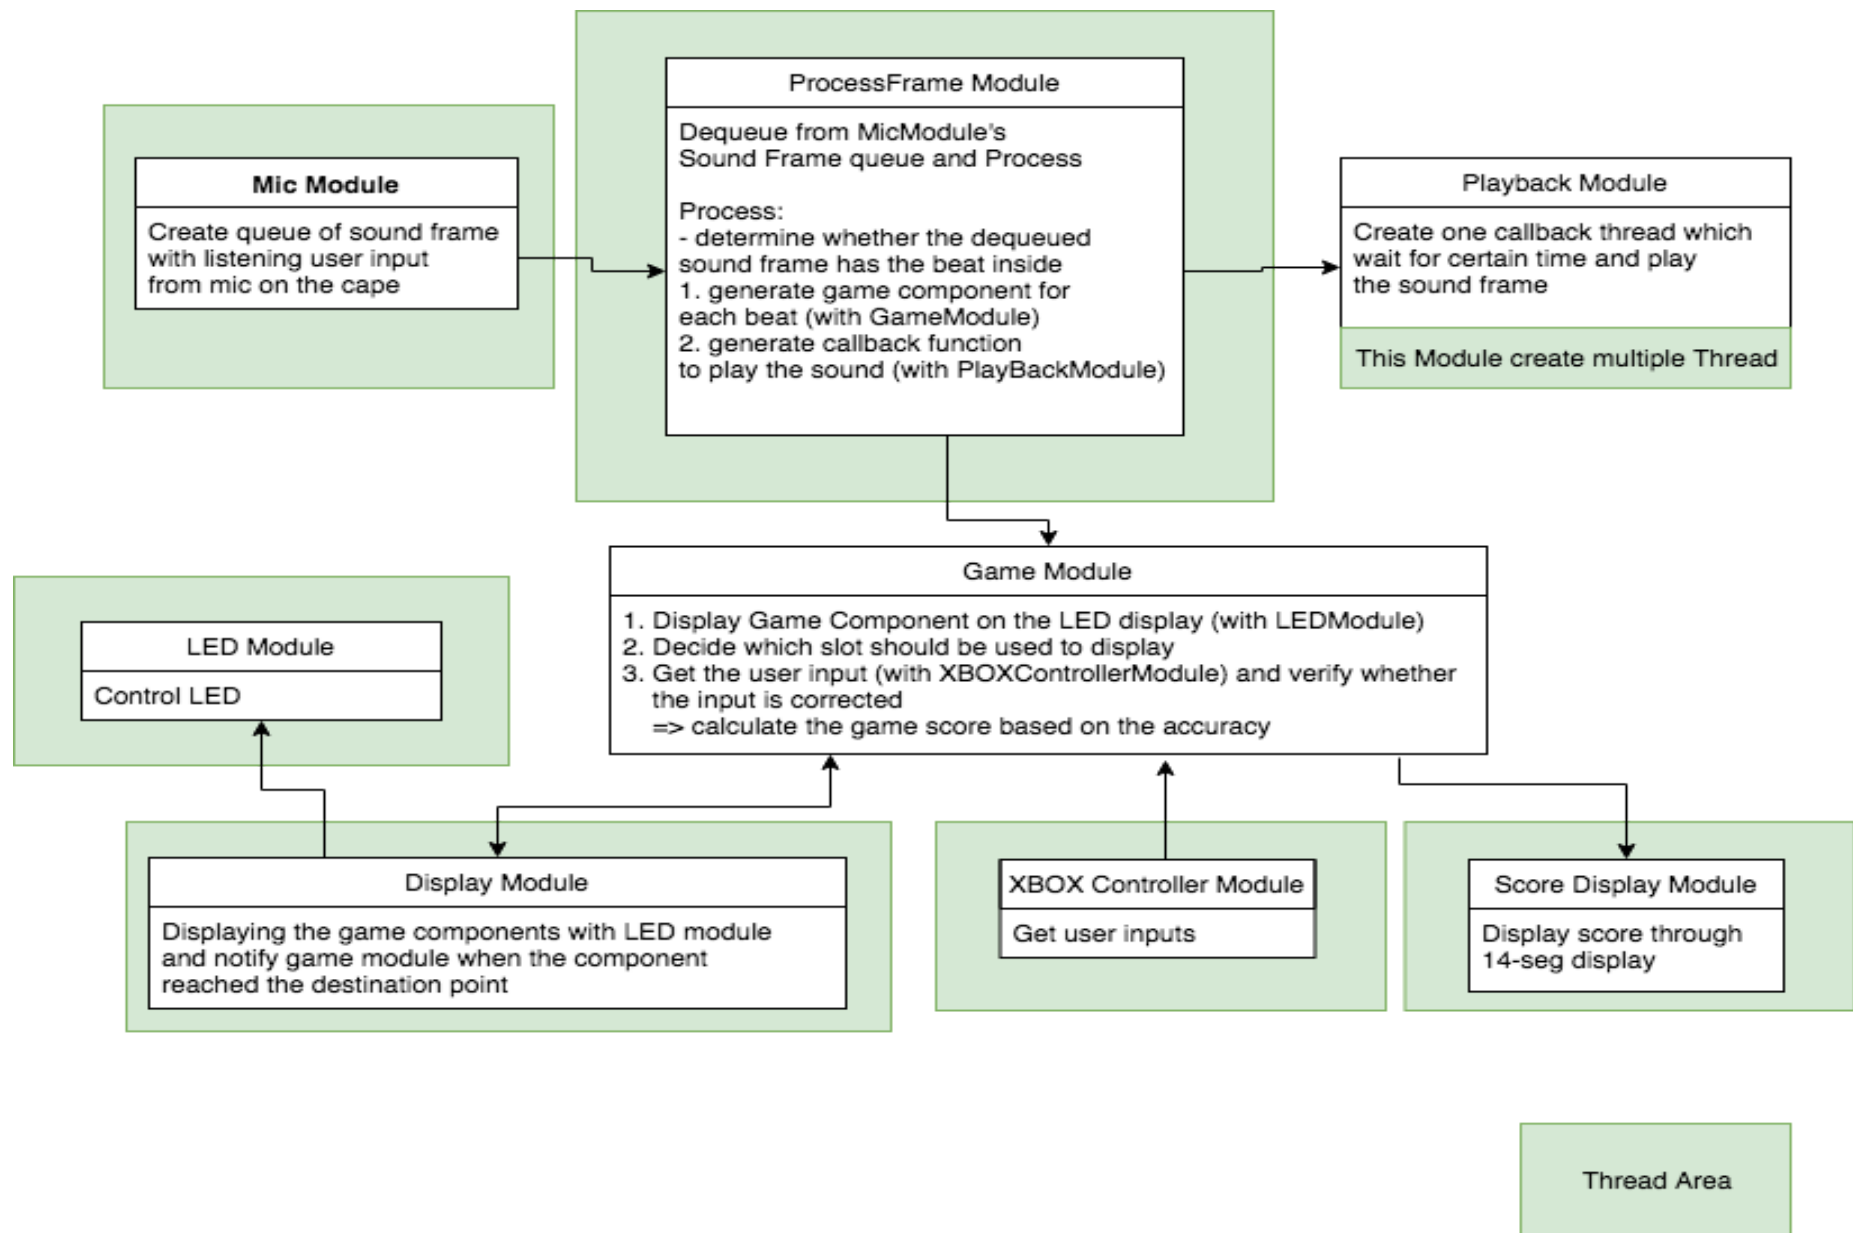 ProcessFrame Module
Dequeue from MicModule's
Sound Frame queue and Process
Process:
- determine whether the dequeued
sound frame has the beat inside
1. generate game component for
each beat (with GameModule)
2. generate callback function
to play the sound (with PlayBackModule)
Mic Module
Create queue of sound frame
with listening user input
from mic on the cape
Playback Module
Create one callback thread which
wait for certain time and play
the sound frame
This Module create multiple Thread
Game Module
1. Display Game Component on the LED display (with LEDModule)
2. Decide which slot should be used to display
3. Get the user input (with XBOXControllerModule) and verify whether
the input is corrected
=> calculate the game score based on the accuracy
LED Module
Control LED
Display Module
Displaying the game components with LED module
and notify game module when the component
reached the destination point
XBOX Controller Module
Get user inputs
Score Display Module
Display score through
14-seg display
Thread Area